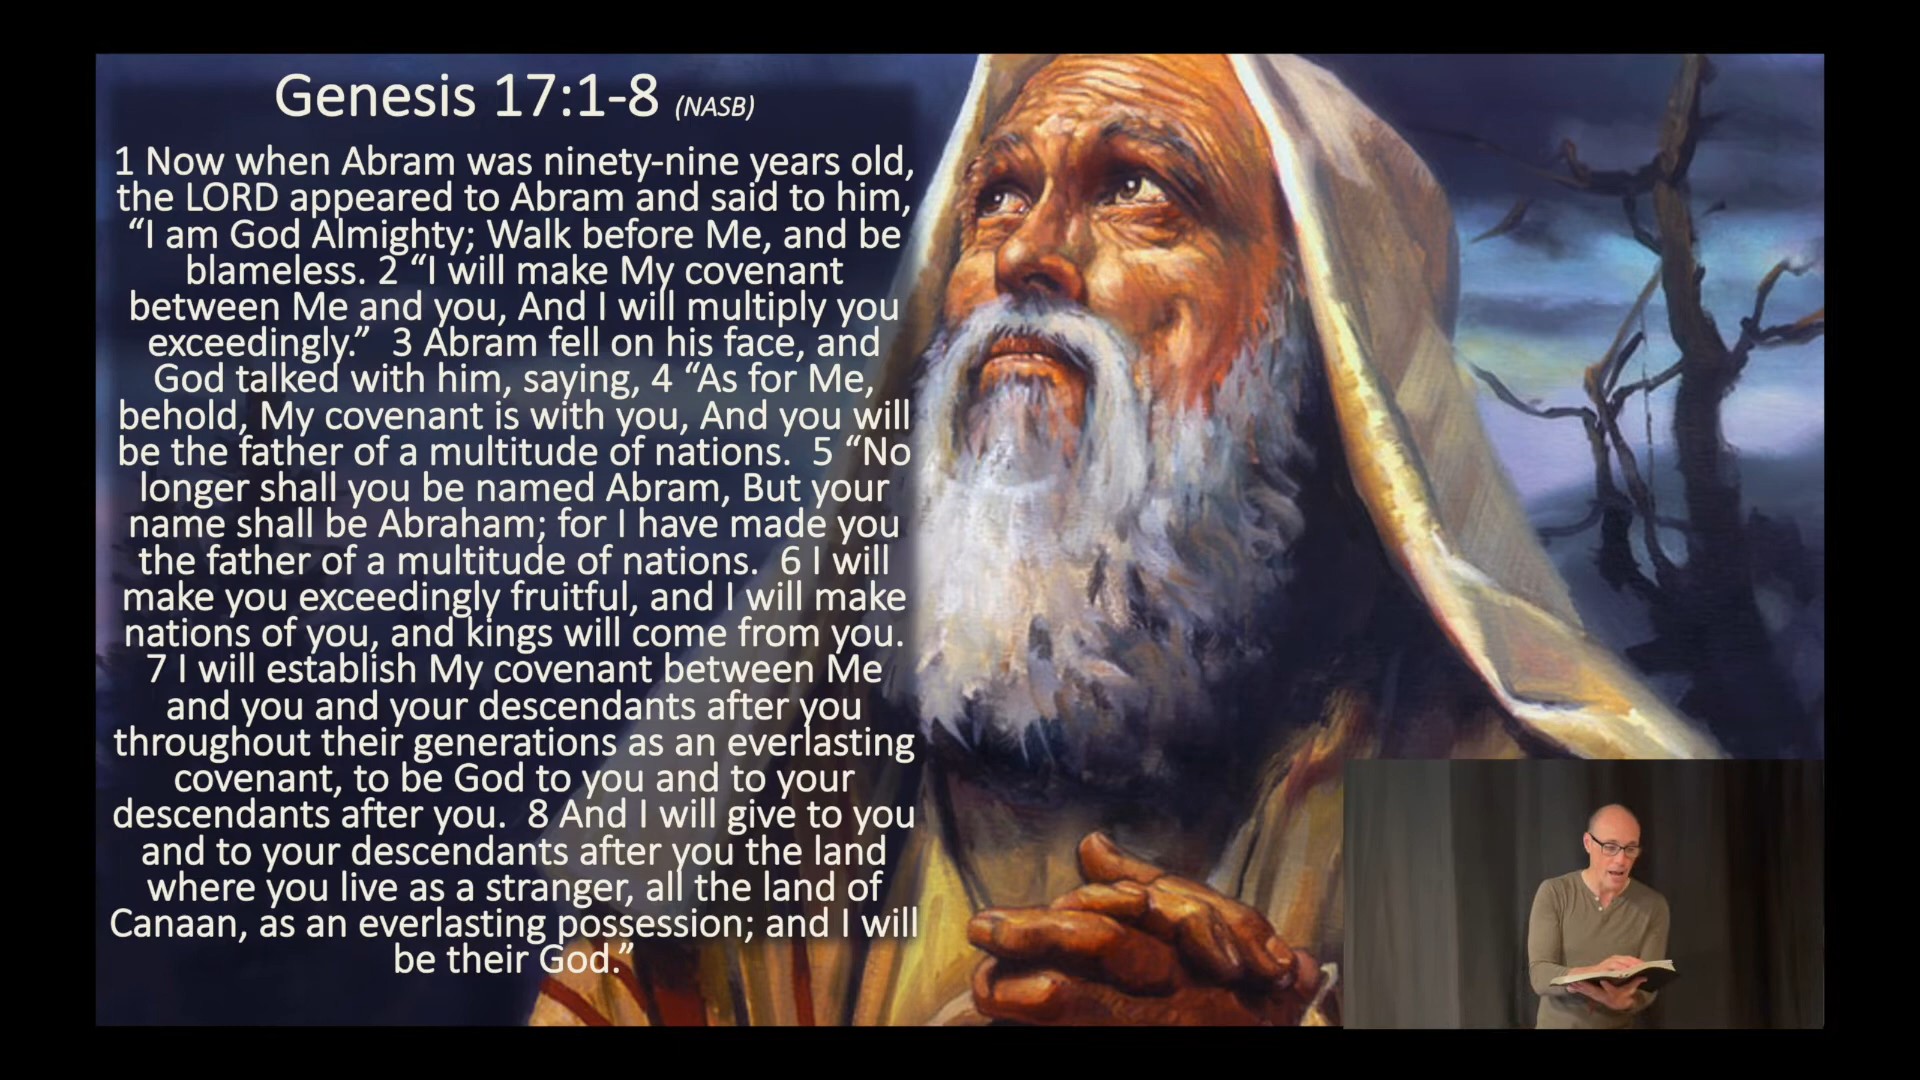 Genesis 17:1-8 (NASB)
1 Now when Abram was ninety-nine years old,
the LORD appeared to Abram and said to him,
“I am God Almighty; Walk before Me, and be
blameless. 2 “I will make My covenant
between Me and you, And I will multiply you
exceedingly.”  3 Abram fell on his face, and
God talked with him, saying, 4 “As for Me,
behold, My covenant is with you, And you will
be the father of a multitude of nations.  5 “No
longer shall you be named Abram, But your
name shall be Abraham; for I have made you
the father of a multitude of nations.  6 I will
make you exceedingly fruitful, and I will make
nations of you, and kings will come from you.
7 I will establish My covenant between Me
and you and your descendants after you
throughout their generations as an everlasting
covenant, to be God to you and to your
descendants after you.  8 And I will give to you
and to your descendants after you the land
where you live as a stranger, all the land of
Canaan, as an everlasting possession; and I will
be their God.”